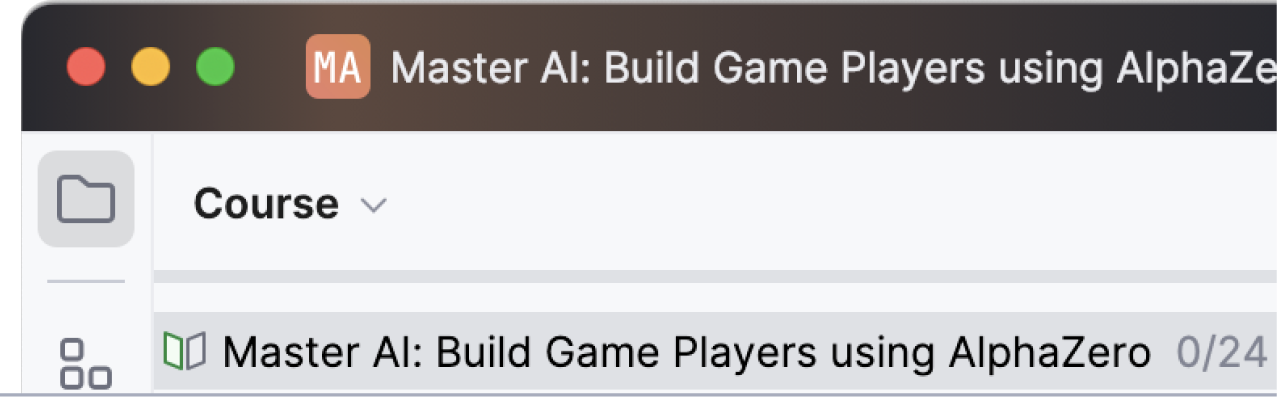 MA Master AI: Build Game Players using AlphaZe
Course
Master AI: Build Game Players using AlphaZero 0/24